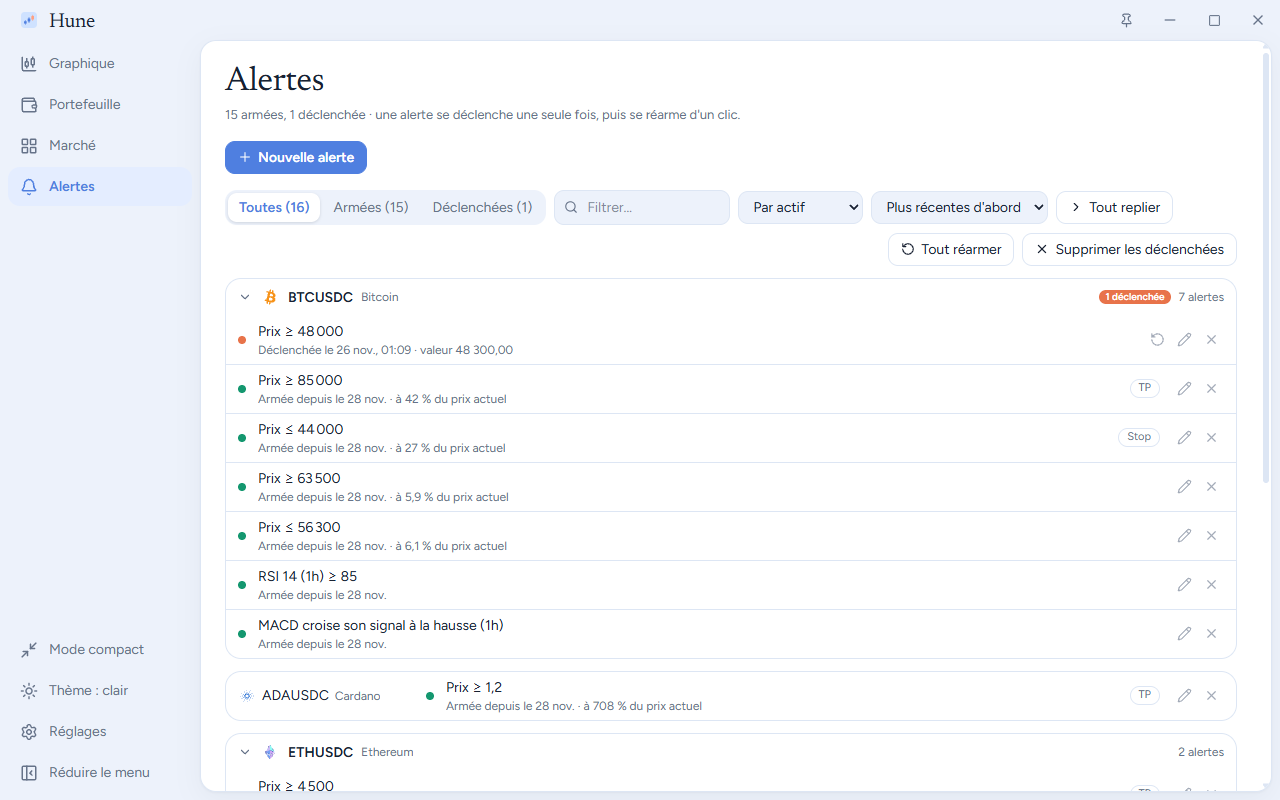 Hune
Graphique
Portefeuille
Marché
Alertes
Mode compact
Thème : clair
Réglages
Réduire le menu
Alertes
15 armées, 1 déclenchée · une alerte se déclenche une seule fois, puis se réarme d'un clic.
Nouvelle alerte
Toutes (16) Armées (15) Déclenchées (1) Filtrer... Par actif Plus récentes d'abord Tout replier
Tout réarmer Supprimer les déclenchées
BTCUSDC Bitcoin 1 déclenchée 7 alertes
Prix ≥ 48 000
Déclenchée le 26 nov., 01:09 · valeur 48 300,00
Prix ≥ 85 000
Armée depuis le 28 nov. · à 42 % du prix actuel
TP
Prix ≤ 44 000
Armée depuis le 28 nov. · à 27 % du prix actuel
Stop
Prix ≥ 63 500
Armée depuis le 28 nov. · à 5,9 % du prix actuel
Prix ≤ 56 300
Armée depuis le 28 nov. · à 6,1 % du prix actuel
RSI 14 (1h) ≥ 85
Armée depuis le 28 nov.
MACD croise son signal à la hausse (1h)
Armée depuis le 28 nov.
ADAUSDC Cardano
Prix ≥ 1,2
Armée depuis le 28 nov. · à 708 % du prix actuel
TP
ETHUSDC Ethereum 2 alertes
Prix ≥ 4 500
TP